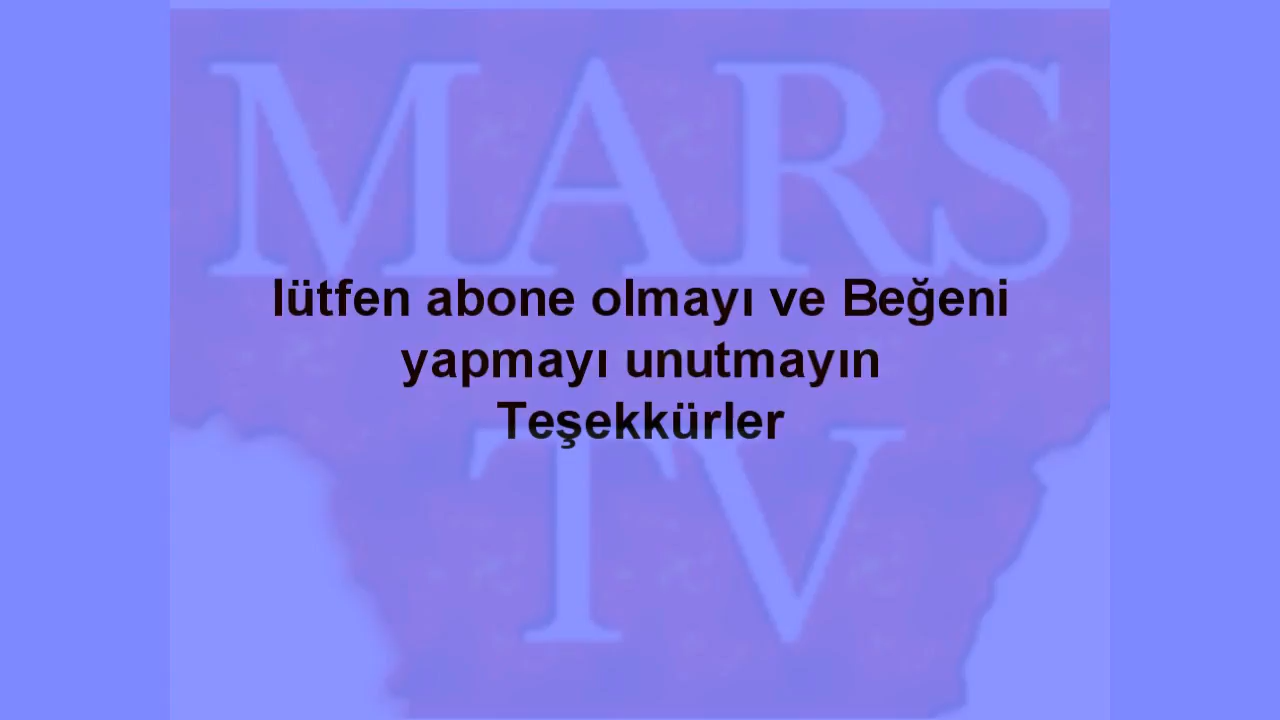 MARS
lütfen abone olmayı ve Beğeni
yapmayı unutmayın
Teşekkürler
TV